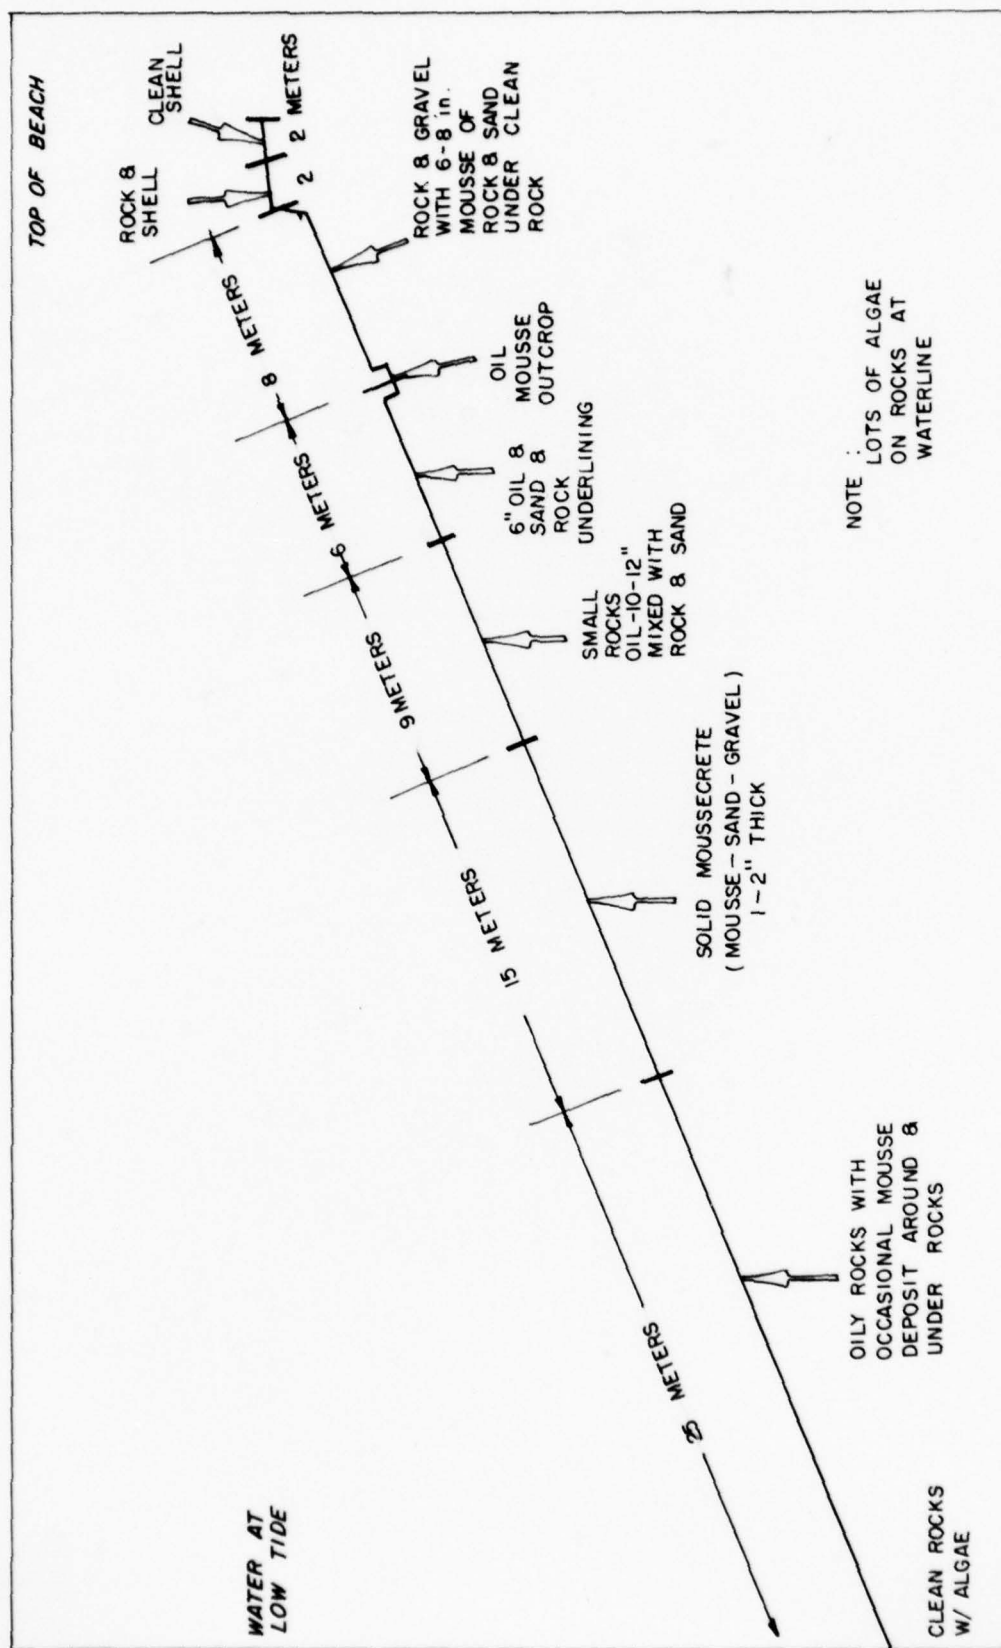 TOP OF BEACH
CLEAN
SHELL
ROCK &
SHELL
2 METERS
2
ROCK & GRAVEL
WITH 6-8 in.
MOUSSE OF
ROCK & SAND
UNDER CLEAN
ROCK
8 METERS
OIL
MOUSSE
OUTCROP
6 METERS
6" OIL &
SAND &
ROCK
UNDERLINING
9 METERS
SMALL
ROCKS
OIL-10-12"
MIXED WITH
ROCK & SAND
15 METERS
SOLID MOUSSECRETE
(MOUSSE-SAND-GRAVEL)
1-2" THICK
NOTE :
LOTS OF ALGAE
ON ROCKS AT
WATERLINE
25 METERS
OILY ROCKS WITH
OCCASIONAL MOUSSE
DEPOSIT AROUND &
UNDER ROCKS
WATER AT
LOW TIDE
CLEAN ROCKS
W/ ALGAE